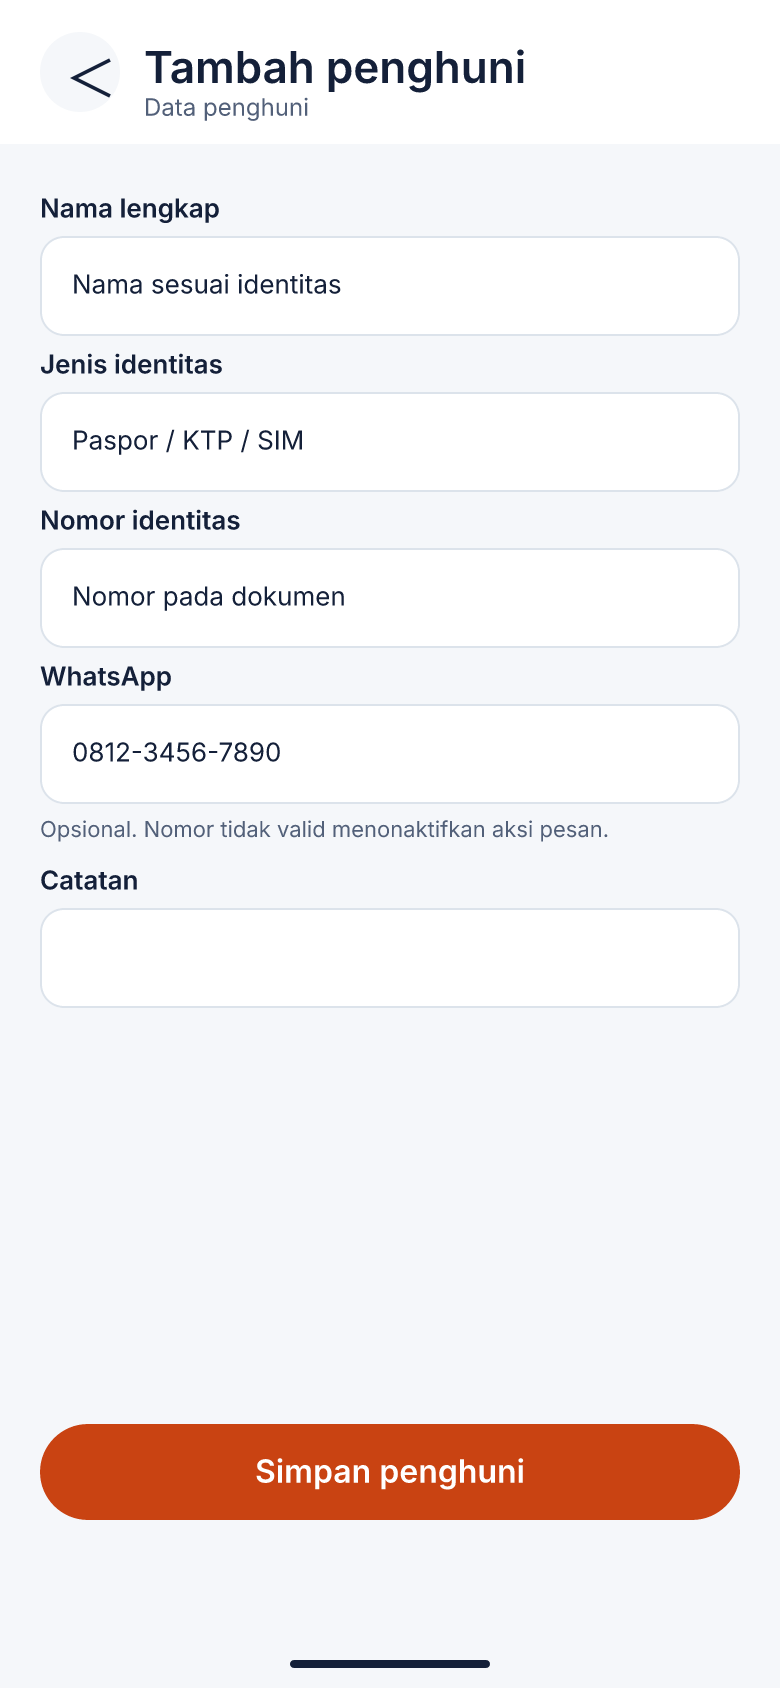 Tambah penghuni
Data penghuni
Nama lengkap
Nama sesuai identitas
Jenis identitas
Paspor / KTP / SIM
Nomor identitas
Nomor pada dokumen
WhatsApp
0812-3456-7890
Opsional. Nomor tidak valid menonaktifkan aksi pesan.
Catatan
Simpan penghuni